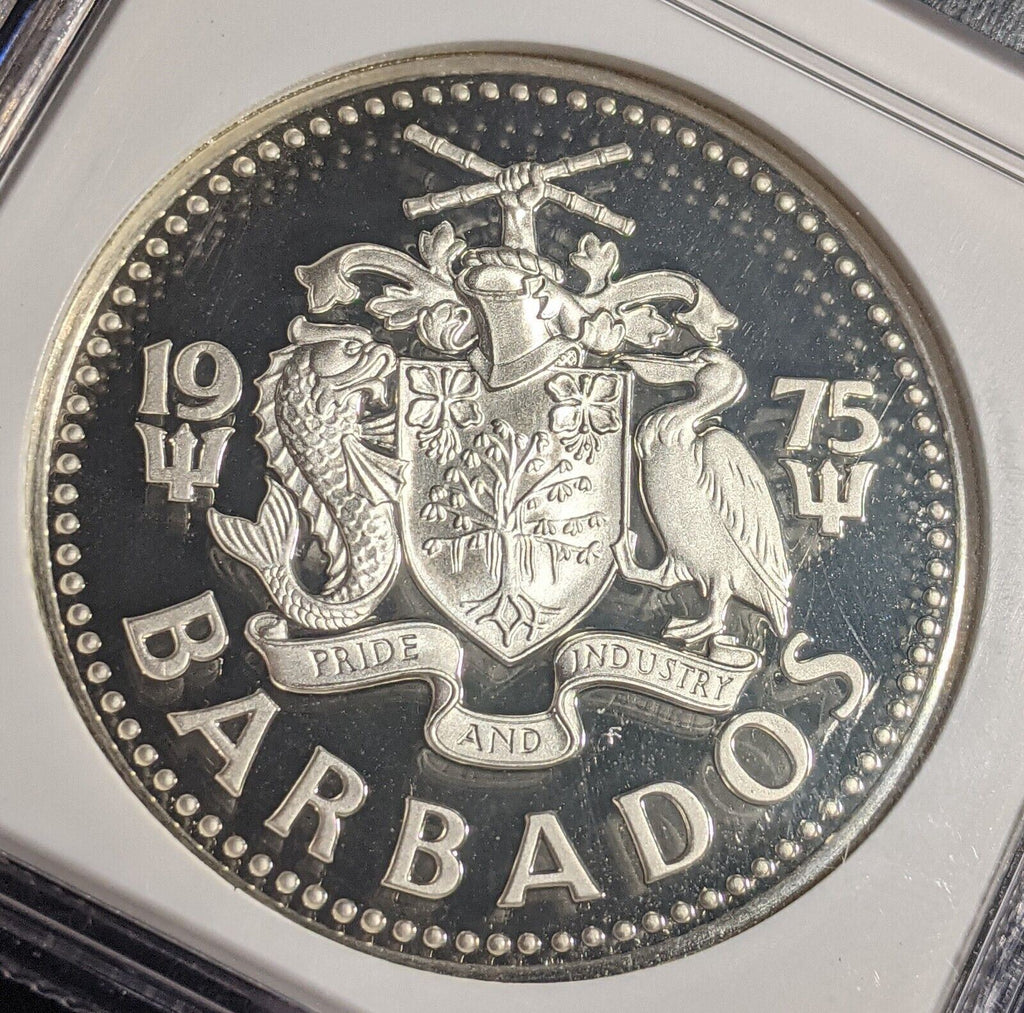 19 75
PRIDE AND INDUSTRY
BARBADOS